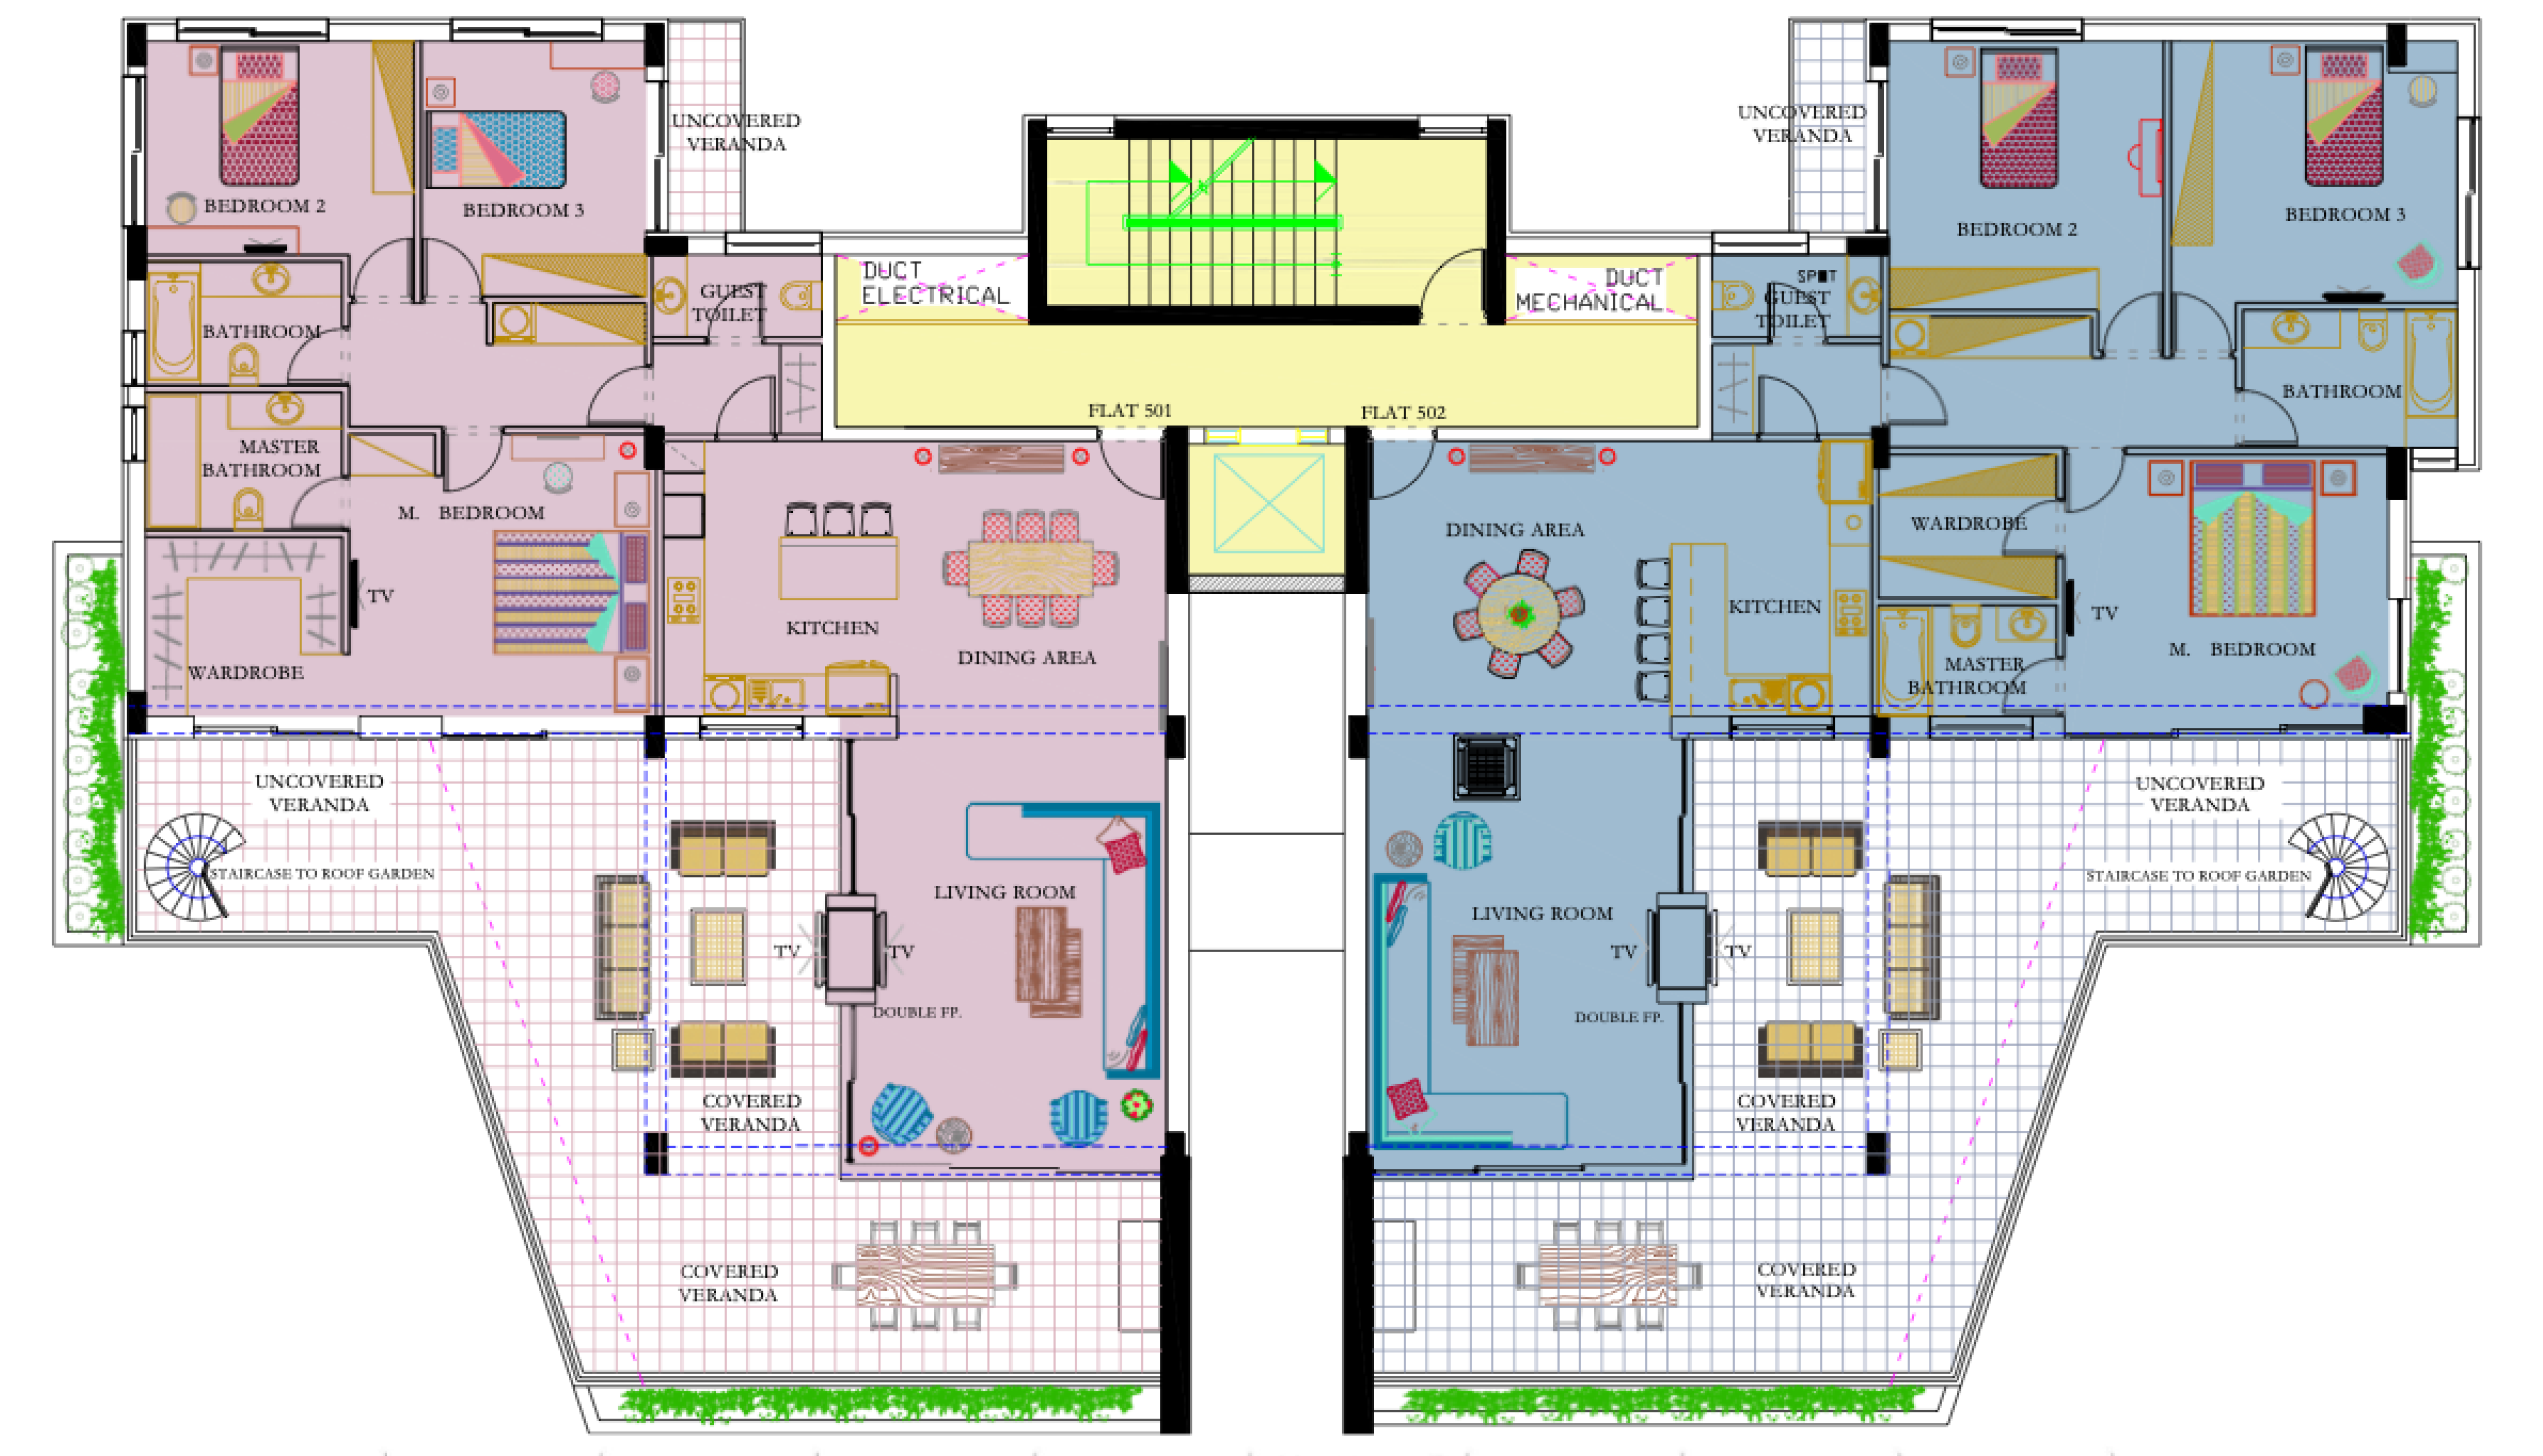 UNCOVERED
VERANDA
UNCOVERED
VERANDA
BEDROOM 2
BEDROOM 3
BEDROOM 2
BEDROOM 3
DUCT
ELECTRICAL
DUCT
MECHANICAL
GUEST
TOILET
SPOT
GUEST
TOILET
BATHROOM
BATHROOM
FLAT 501
FLAT 502
MASTER
BATHROOM
M. BEDROOM
DINING AREA
WARDROBE
TV
KITCHEN
DINING AREA
KITCHEN
TV
M. BEDROOM
WARDROBE
MASTER
BATHROOM
UNCOVERED
VERANDA
UNCOVERED
VERANDA
STAIRCASE TO ROOF GARDEN
STAIRCASE TO ROOF GARDEN
LIVING ROOM
LIVING ROOM
TV
TV
TV
TV
DOUBLE FP.
DOUBLE FP.
COVERED
VERANDA
COVERED
VERANDA
COVERED
VERANDA
COVERED
VERANDA